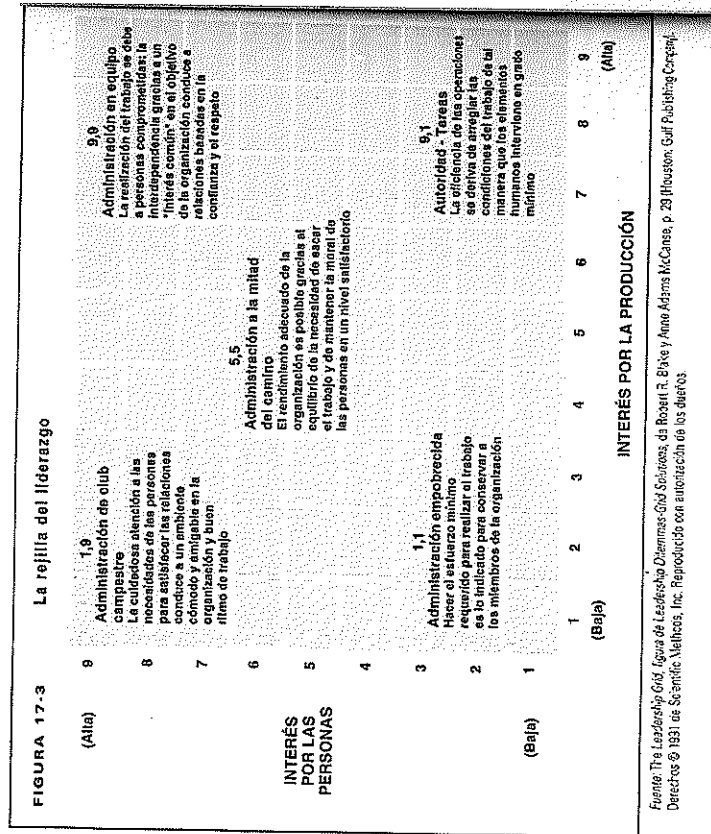 FIGURA 17-3
La rejilla del liderazgo
(Alta)
9
8
7
6
5
4
3
2
1
(Baja)
INTERÉS
POR LAS
PERSONAS
1,9
Administración de club
campestre
La cuidadosa atención a las
necesidades de las personas
para satisfacer las relaciones
conduce a un ambiente
cómodo y amigable en la
organización y buen
ritmo de trabajo
9,9
Administración en equipo
La realización del trabajo se debe
a personas comprometidas; la
interdependencia gracias a un
"interés común" en el objetivo
de la organización conduce a
relaciones basadas en la
confianza y el respeto
5,5
Administración a la mitad
del camino
El rendimiento adecuado de la
organización es posible gracias al
equilibrio de la necesidad de sacar
el trabajo y de mantener la moral de
las personas en un nivel satisfactorio
1,1
Administración empobrecida
Hacer el esfuerzo mínimo
requerido para realizar el trabajo
es lo indicado para conservar a
los miembros de la organización
9,1
Autoridad - Tareas
La eficiencia de las operaciones
se deriva de arreglar las
condiciones del trabajo de tal
manera que los elementos
humanos intervienen en grado
mínimo
1 2 3 4 5 6 7 8 9
(Baja) (Alta)
INTERÉS POR LA PRODUCCIÓN
Fuente: The Leadership Grid, figura de Leadership Dilemmas-Grid Solutions, de Robert R. Blake y Anne Adams McCanse, p. 29 (Houston: Gulf Publishing Company).
Derechos © 1991 de Scientific Methods, Inc. Reproducido con autorización de los dueños.